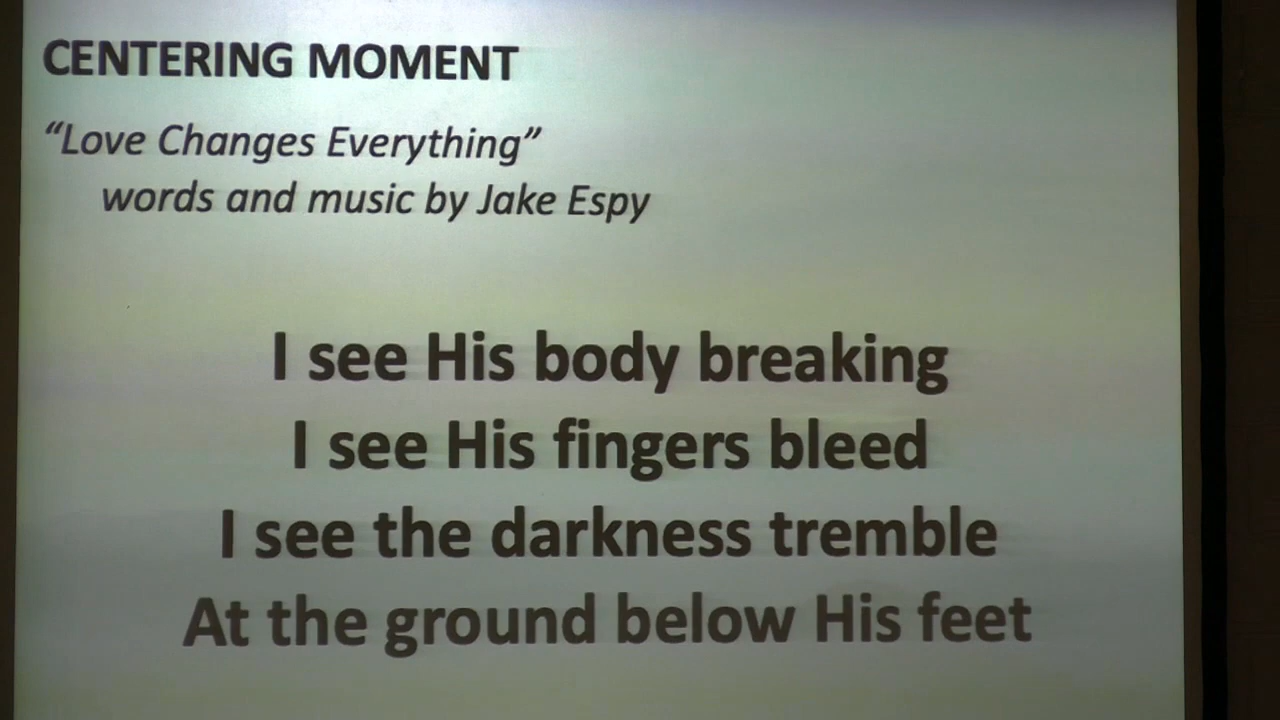 CENTERING MOMENT
“Love Changes Everything”
words and music by Jake Espy
I see His body breaking
I see His fingers bleed
I see the darkness tremble
At the ground below His feet